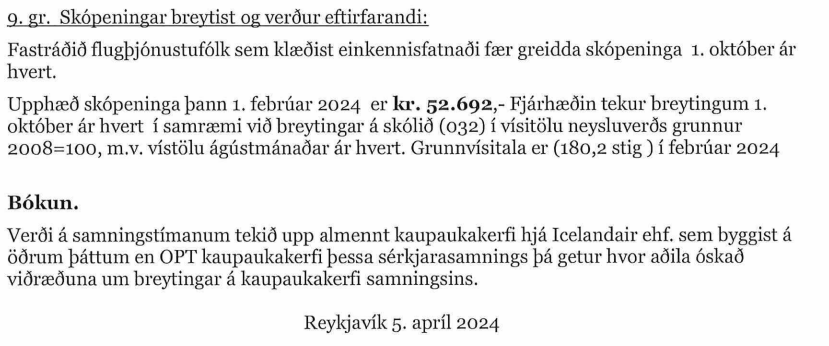 9. gr.  Skópeningar breytist og verður eftirfarandi:
Fastráðið flugþjónustufólk sem klæðist einkennisfatnaði fær greidda skópeninga  1. október ár
hvert.
Upphæð skópeninga þann 1. febrúar 2024  er kr. 52.692,- Fjárhæðin tekur breytingum 1.
október ár hvert  í samræmi við breytingar á skólið (032) í vísitölu neysluverðs grunnur
2008=100, m.v. vístölu ágústmánaðar ár hvert. Grunnvísitala er (180,2 stig ) í febrúar 2024
Bókun.
Verði á samningstímanum tekið upp almennt kaupaukakerfi hjá Icelandair ehf. sem byggist á
öðrum þáttum en OPT kaupaukakerfi þessa sérkjarasamnings þá getur hvor aðila óskað
viðræðuna um breytingar á kaupaukakerfi samningsins.
Reykjavík 5. apríl 2024